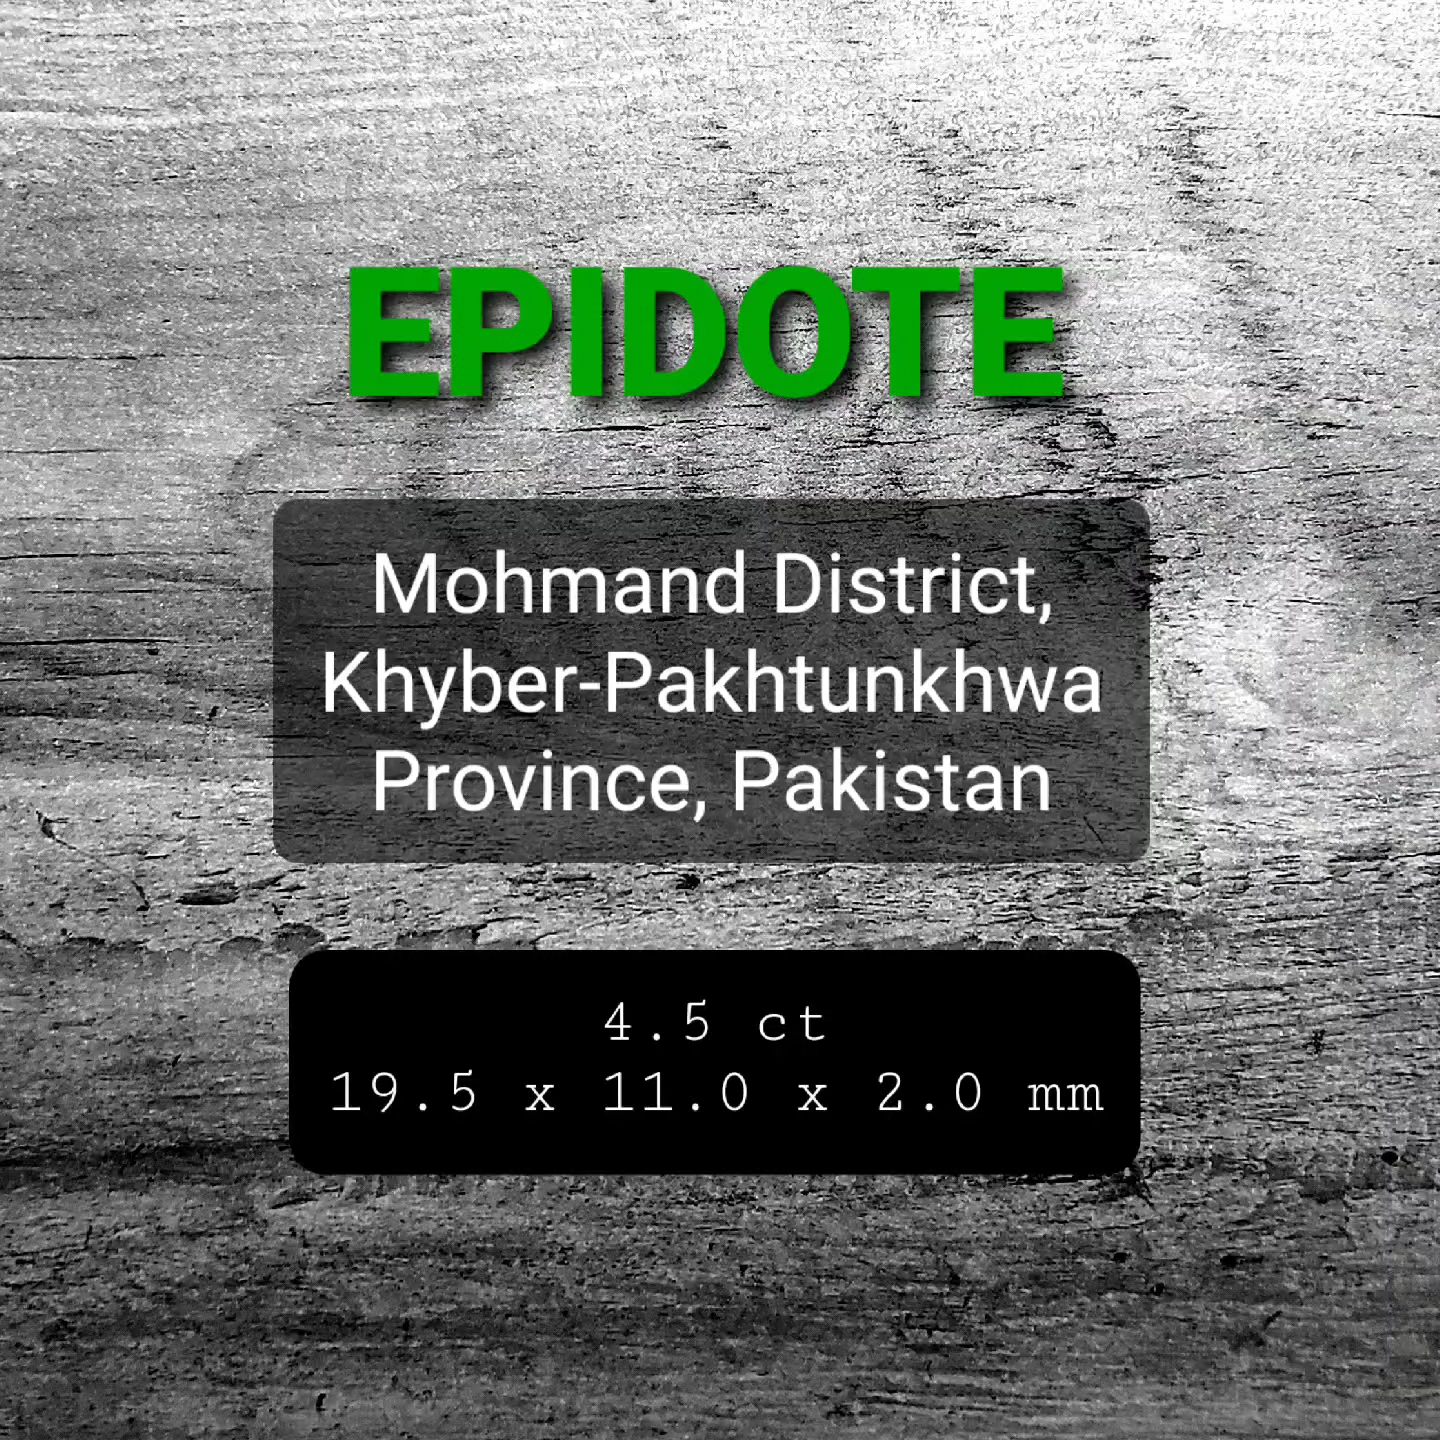 EPIDOTE
Mohmand District,
Khyber-Pakhtunkhwa
Province, Pakistan
4.5 ct
19.5 x 11.0 x 2.0 mm